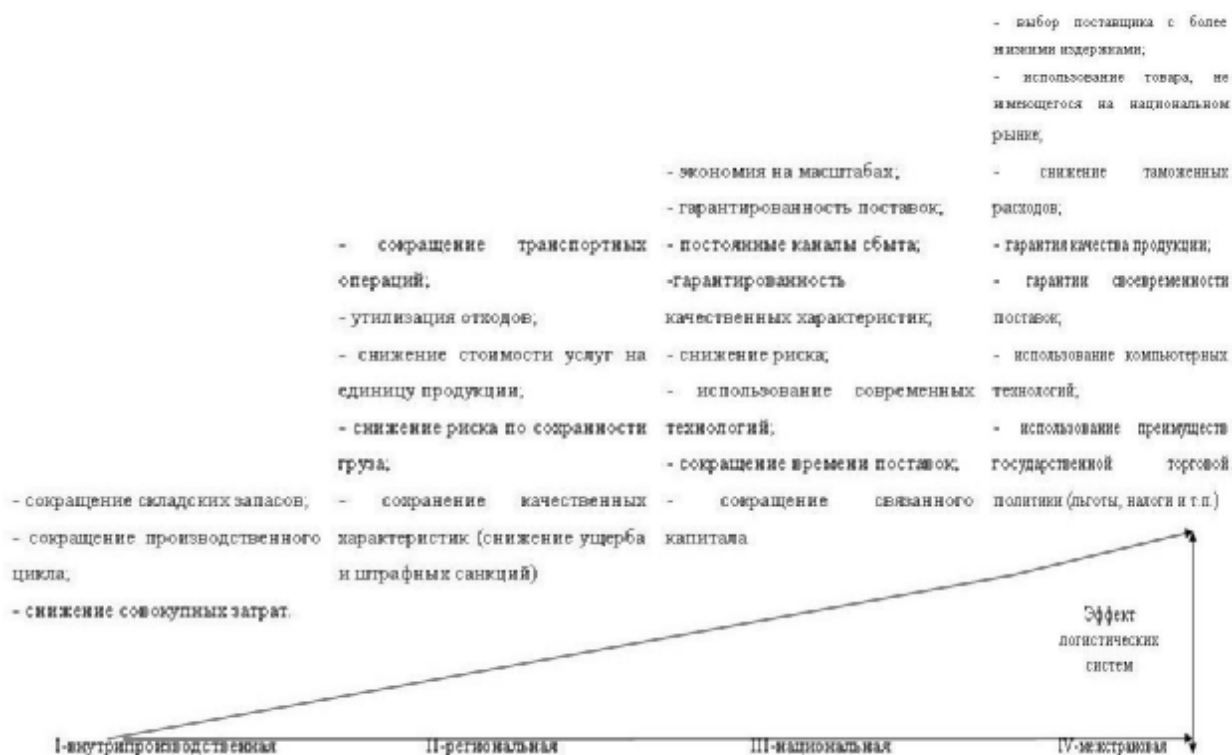 - сокращение складских запасов;
- сокращение производственного
цикла;
- снижение совокупных затрат.
- сокращение транспортных
операций;
- утилизация отходов;
- снижение стоимости услуг на
единицу продукции;
- снижение риска по сохранности
груза;
- сохранение качественных
характеристик (снижение ущерба
и штрафных санкций)
- экономия на масштабах;
- гарантированность поставок;
- постоянные каналы сбыта;
-гарантированность
качественных характеристик;
- снижение риска;
- использование современных
технологий;
- сокращение времени поставок;
- сокращение связанного
капитала
- выбор поставщика с более
низкими издержками;
- использование товара, не
имеющегося на национальном
рынке;
- снижение таможенных
расходов;
- гарантия качества продукции;
- гарантии своевременности
поставок;
- использование компьютерных
технологий;
- использование преимуществ
государственной торговой
политики (льготы, налоги и т.п.)
Эффект
логистических
систем
I-внутрипроизводственная
II-региональная
III-национальная
IV-межстрановая